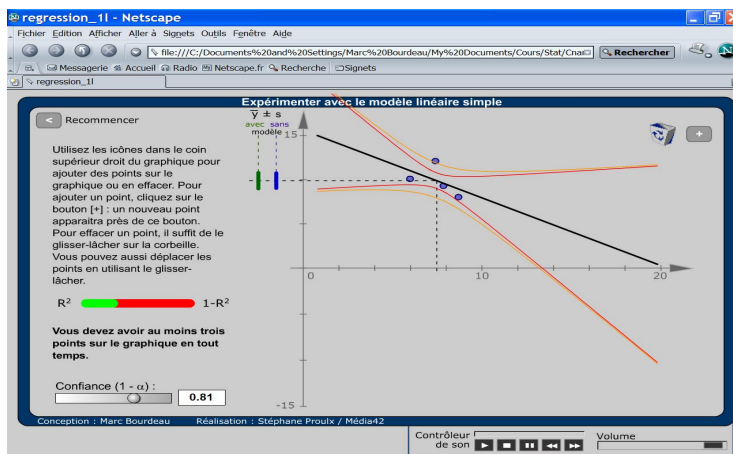 regression_1l - Netscape
Fichier Edition Afficher Aller à Signets Outils Fenêtre Aide
file:///C:/Documents%20and%20Settings/Marc%20Bourdeau/My%20Documents/Cours/Stat/Cnam
Rechercher
Messagerie Accueil Radio Netscape.fr Recherche Signets
regression_1l
Expérimenter avec le modèle linéaire simple
< Recommencer
y ± s
avec sans
modèle
15
+
Utilisez les icônes dans le coin
supérieur droit du graphique pour
ajouter des points sur le
graphique ou en effacer. Pour
ajouter un point, cliquez sur le
bouton [+] : un nouveau point
apparaitra près de ce bouton.
Pour effacer un point, il suffit de le
glisser-lâcher sur la corbeille.
Vous pouvez aussi déplacer les
points en utilisant le glisser-
lâcher.
0 10 20
R² 1-R²
Vous devez avoir au moins trois
points sur le graphique en tout
temps.
Confiance (1 - α) :
0.81
-15
Conception : Marc Bourdeau Réalisation : Stéphane Proulx / Média42
Contrôleur
de son
Volume